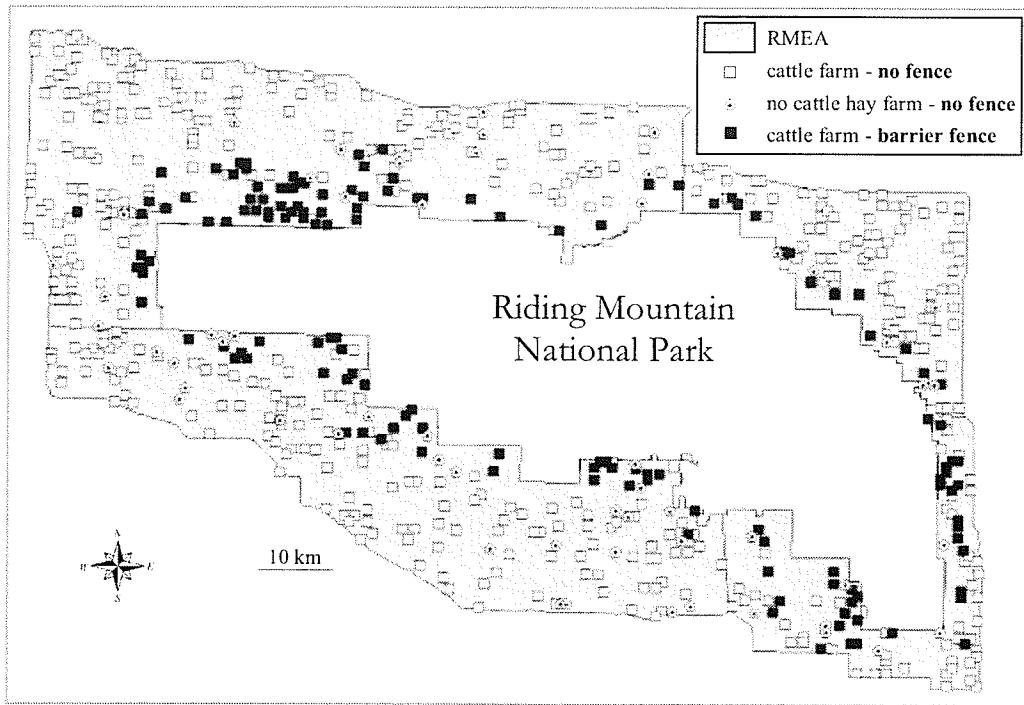 RMEA
cattle farm - no fence
no cattle hay farm - no fence
cattle farm - barrier fence
Riding Mountain
National Park
10 km
N
W E
S